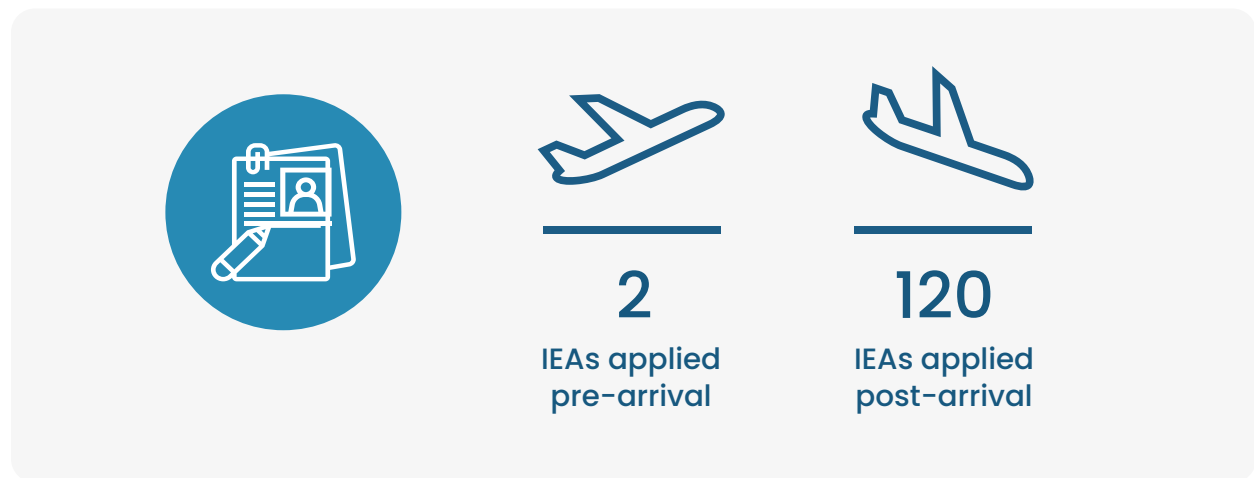 2
IEAs applied
pre-arrival
120
IEAs applied
post-arrival